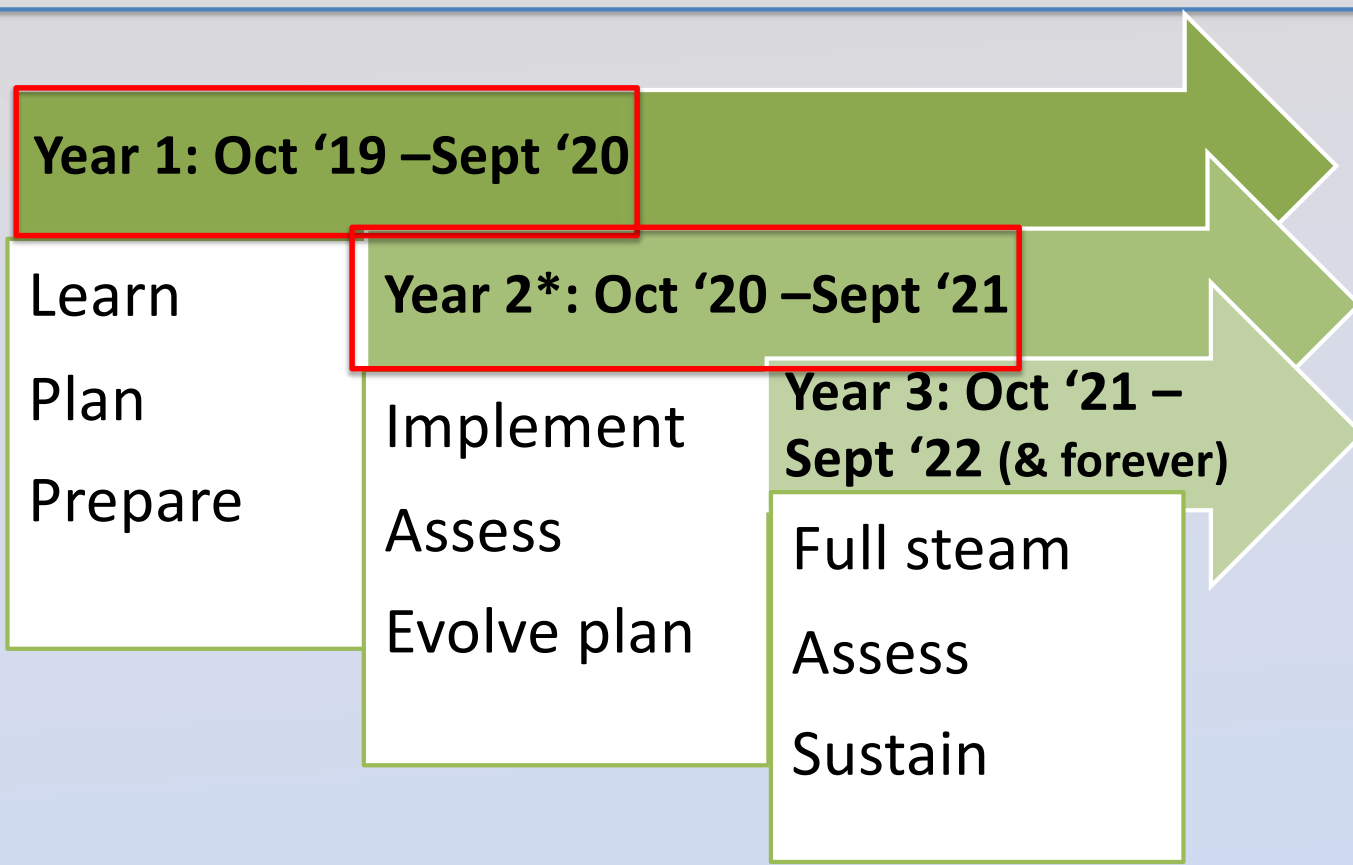 Year 1: Oct ‘19 –Sept ‘20
Learn
Plan
Prepare
Year 2*: Oct ‘20 –Sept ‘21
Implement
Assess
Evolve plan
Year 3: Oct ‘21 –
Sept ‘22 (& forever)
Full steam
Assess
Sustain